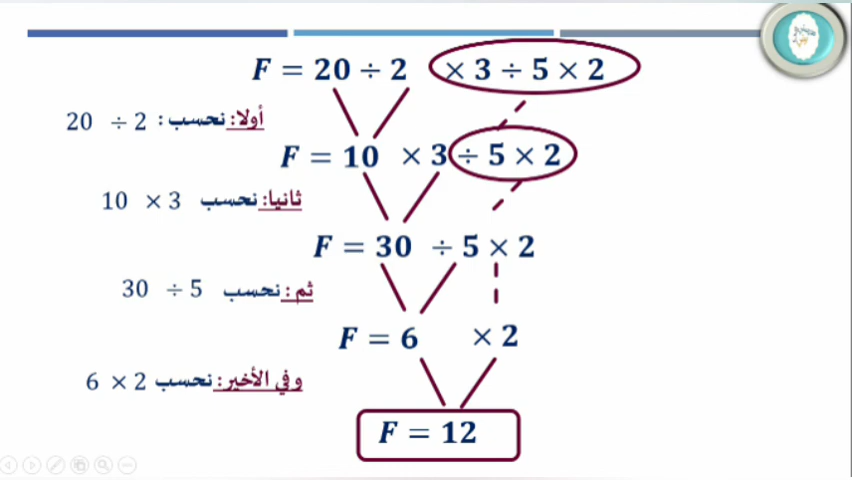 F = 20 ÷ 2 × 3 ÷ 5 × 2
أولا: نحسب : 20 ÷ 2
F = 10 × 3 ÷ 5 × 2
ثانيا: نحسب 10 × 3
F = 30 ÷ 5 × 2
ثم: نحسب 30 ÷ 5
F = 6 × 2
وفي الأخير: نحسب 6 × 2
F = 12